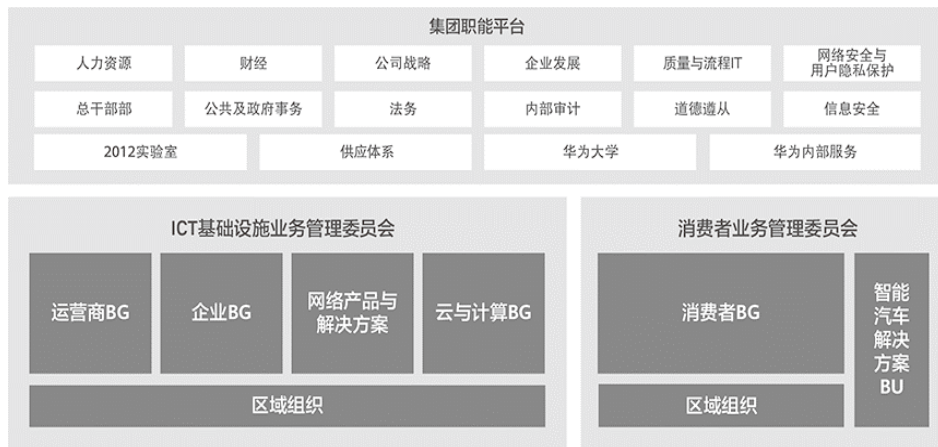 集团职能平台
人力资源
财经
公司战略
企业发展
质量与流程IT
网络安全与
用户隐私保护
总干部部
公共及政府事务
法务
内部审计
道德遵从
信息安全
2012实验室
供应体系
华为大学
华为内部服务
ICT基础设施业务管理委员会
运营商BG
企业BG
网络产品与
解决方案
云与计算BG
区域组织
消费者业务管理委员会
消费者BG
区域组织
智能
汽车
解决
方案
BU